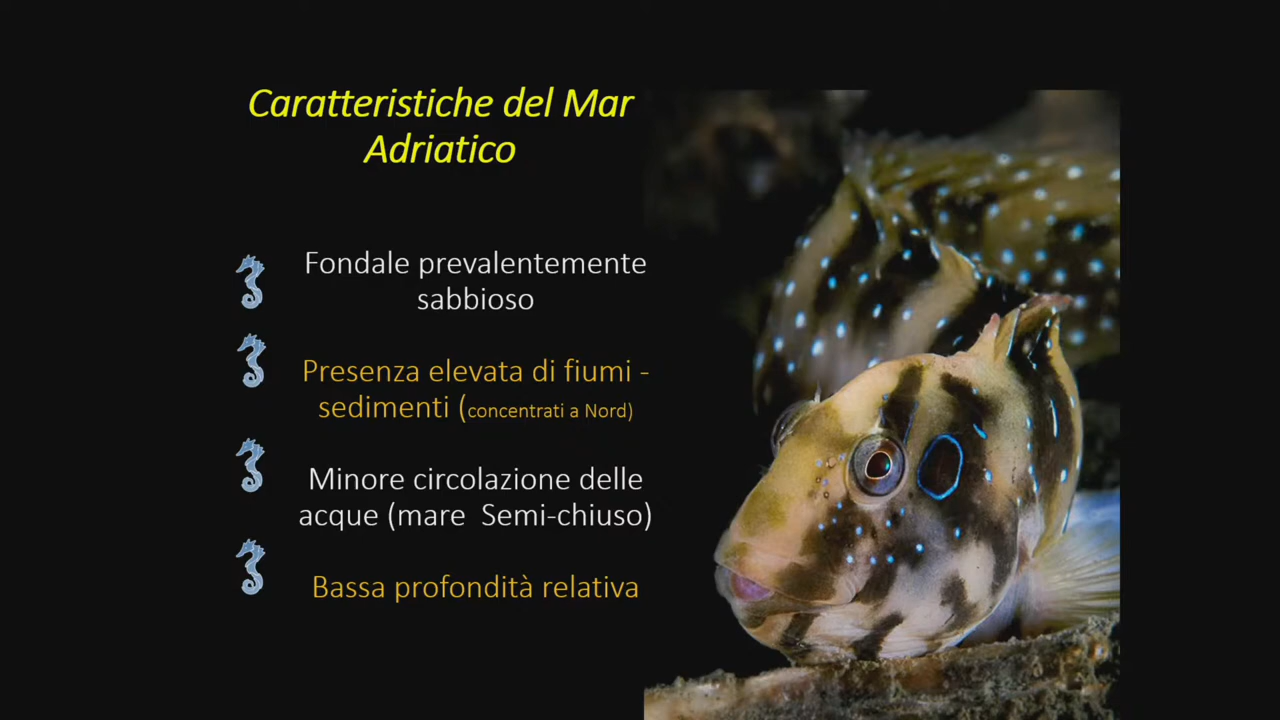 Caratteristiche del Mar
Adriatico
Fondale prevalentemente
sabbioso
Presenza elevata di fiumi -
sedimenti (concentrati a Nord)
Minore circolazione delle
acque (mare  Semi-chiuso)
Bassa profondità relativa